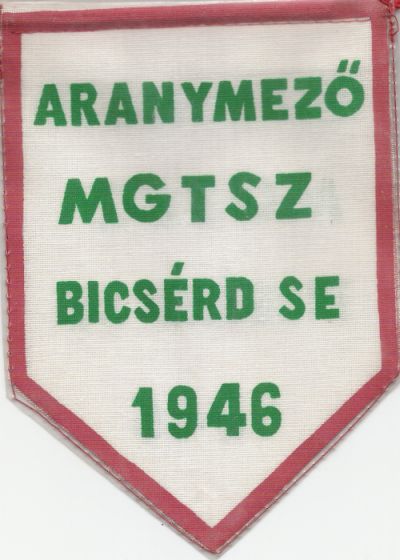 ARANYMEZŐ
MGTSZ
BICSÉRD SE
1946